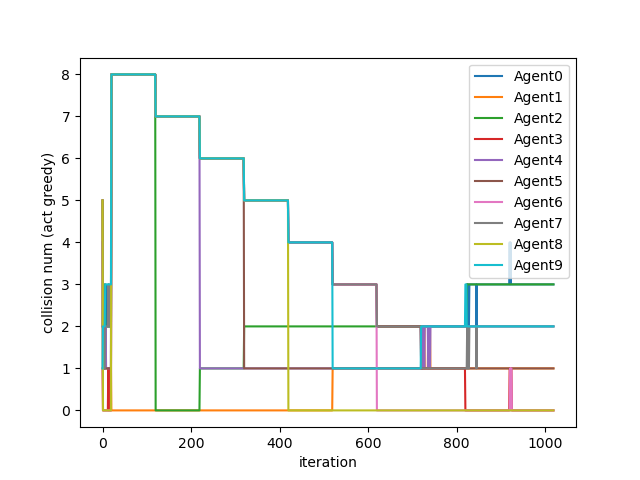 collision num (act greedy)
8
7
6
5
4
3
2
1
0
0
200
400
600
800
1000
iteration
Agent0
Agent1
Agent2
Agent3
Agent4
Agent5
Agent6
Agent7
Agent8
Agent9